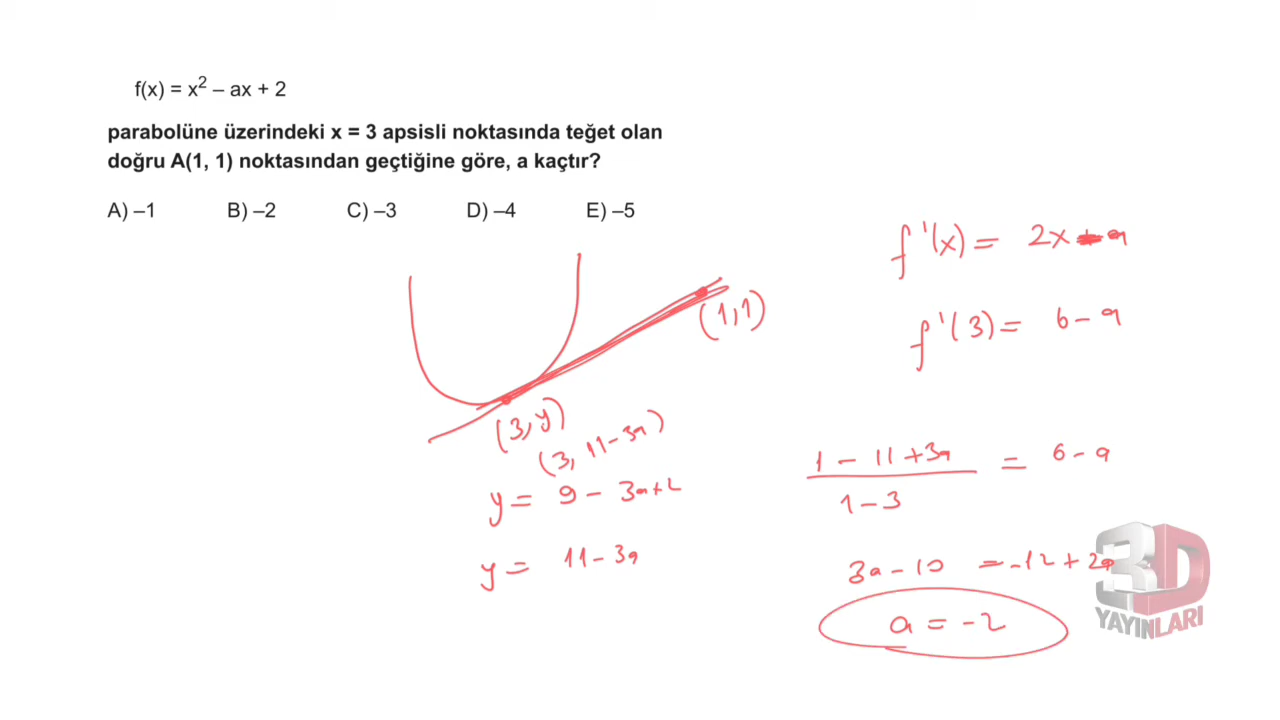 f(x) = x² – ax + 2
parabolüne üzerindeki x = 3 apsisli noktasında teğet olan
doğru A(1, 1) noktasından geçtiğine göre, a kaçtır?
A) –1 B) –2 C) –3 D) –4 E) –5
f'(x) = 2x - a
f'(3) = 6 - a
(1,1)
(3, y)
(3, 11 - 3a)
y = 9 - 3a+2
y = 11 - 3a
1 - 11 + 3a
1 - 3
= 6 - a
3a - 10 = -12 + 2a
a = -2
3D
YAYINLARI